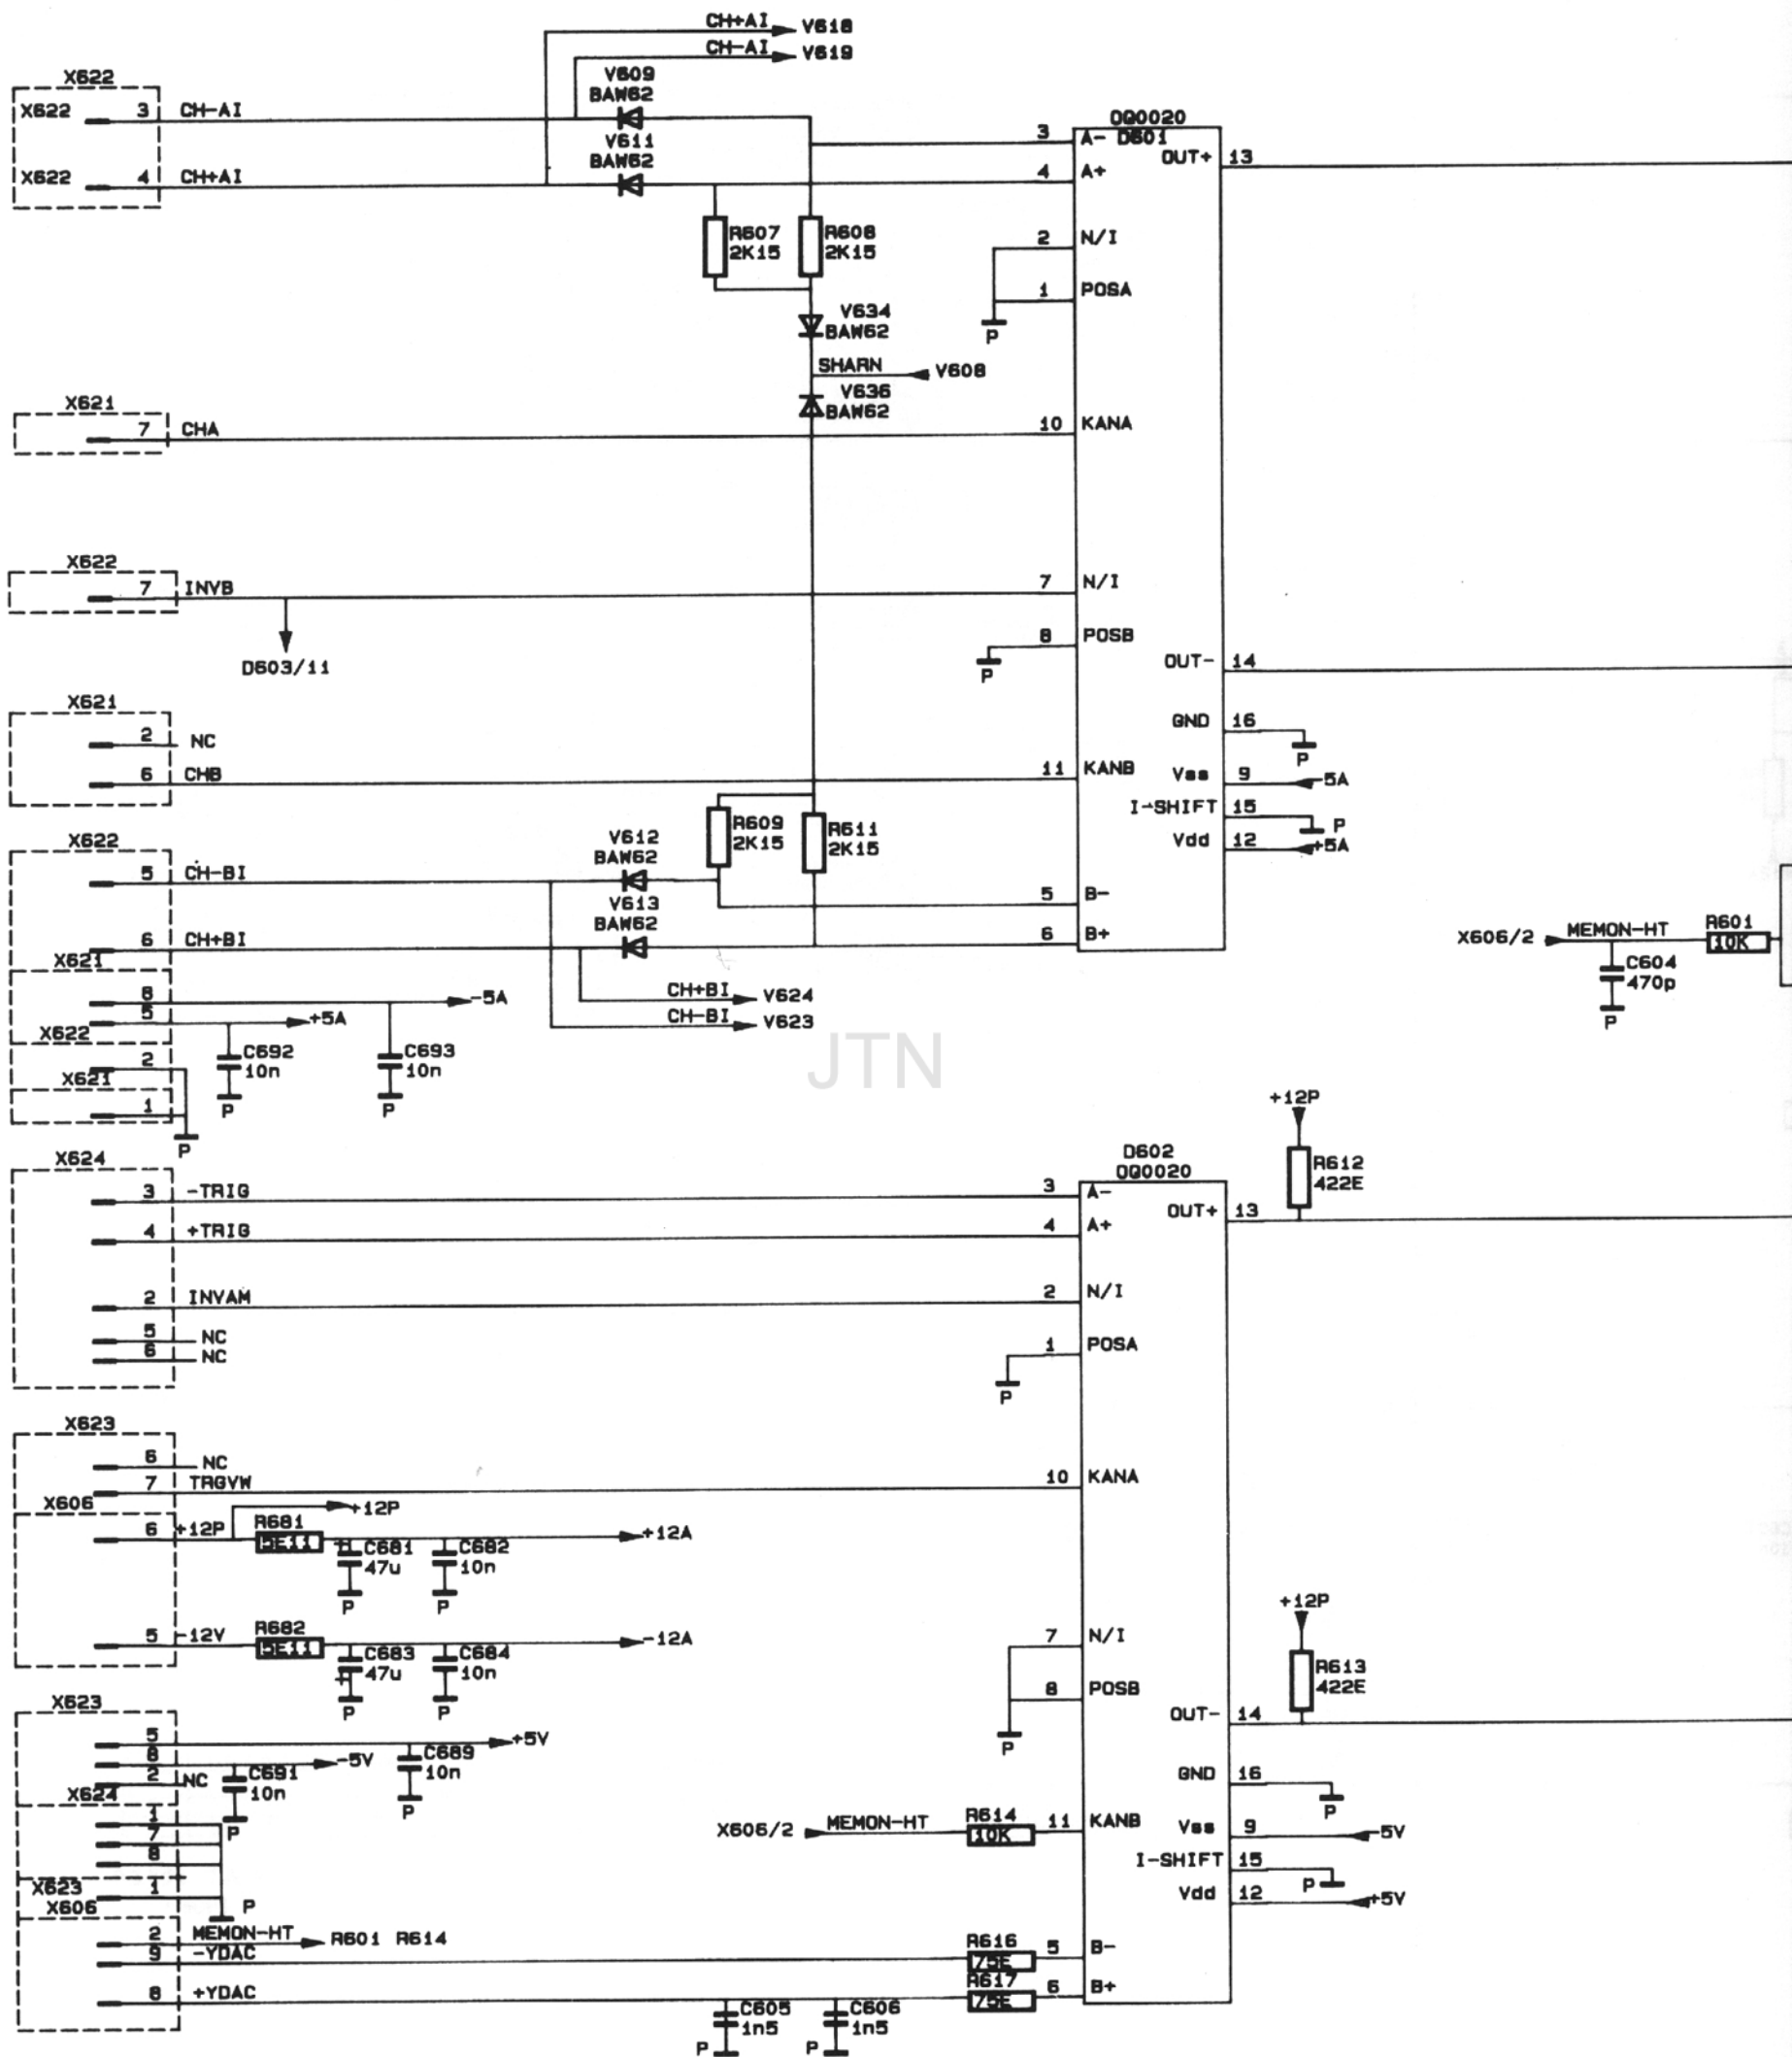 CH+AI V618
CH-AI V619
X622
V609
BAW62
X622 3 CH-AI
V611
BAW62
X622 4 CH+AI
R607
2K15
R608
2K15
V634
BAW62
SHARN V608
V636
BAW62
OQ0020
D601
3 A-
4 A+
2 N/I
1 POSA
P
10 KANA
7 N/I
8 POSB
P
11 KANB
5 B-
6 B+
OUT+ 13
OUT- 14
GND 16
P
Vss 9 -5A
I-SHIFT 15
P
Vdd 12 +5A
X621
7 CHA
X622
7 INVB
D603/11
X621
2 NC
6 CHB
R609
2K15
R611
2K15
X622
V612
BAW62
5 CH-BI
V613
BAW62
6 CH+BI
CH+BI V624
CH-BI V623
X621
8 -5A
5 +5A
X622
C692
10n
P
C693
10n
P
2
X621
1
P
X606/2 MEMON-HT R601
10K
C604
470p
P
JTN
X624
3 -TRIG
4 +TRIG
2 INVAM
5 NC
6 NC
D602
OQ0020
3 A-
4 A+
2 N/I
1 POSA
P
10 KANA
7 N/I
8 POSB
P
11 KANB
5 B-
6 B+
+12P
R612
422E
OUT+ 13
+12P
R613
422E
OUT- 14
GND 16
P
Vss 9 -5V
I-SHIFT 15
P
Vdd 12 +5V
X623
6 NC
7 TRGVW
X606
+12P
6 +12P R681
5E11
+12A
+
C681
47u
P
C682
10n
P
5 -12V R682
5E11
-12A
C683
47u
+
P
C684
10n
P
X623
5 +5V
8 -5V
2 NC
C691
10n
P
C689
10n
P
X624
1
7
8
X623
1
P
X606/2 MEMON-HT R614
10K
X606
2 MEMON-HT R601 R614
9 -YDAC
R616
75E
8 +YDAC
R617
75E
C605
1n5
P
C606
1n5
P